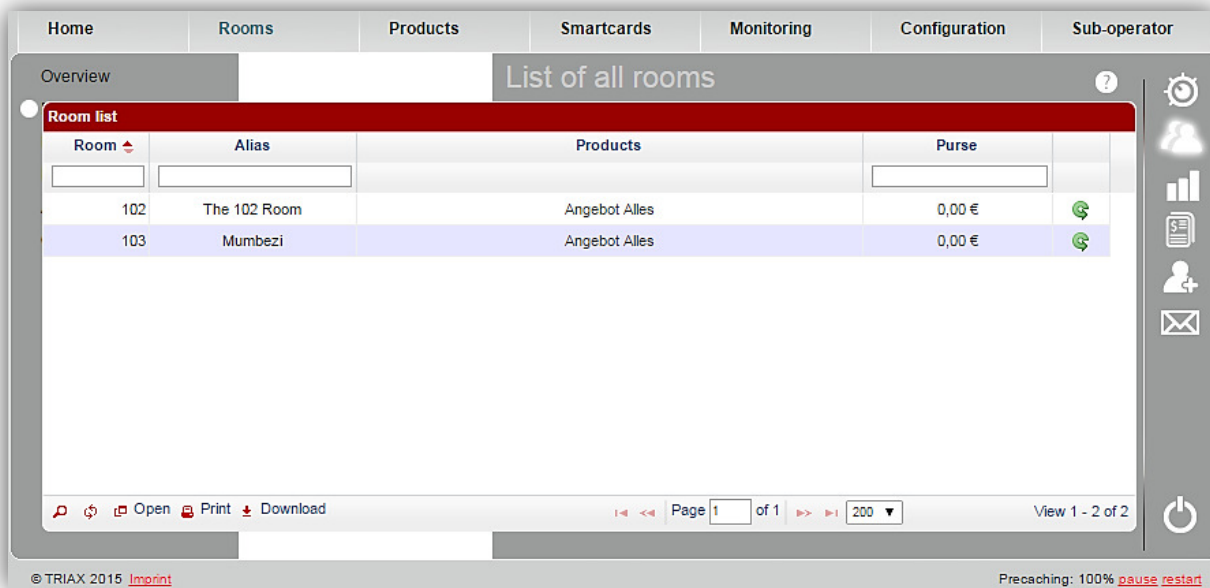 Home Rooms Products Smartcards Monitoring Configuration Sub-operator
Overview List of all rooms ?
Room list
Room Alias Products Purse
102 The 102 Room Angebot Alles 0,00 €
103 Mumbezi Angebot Alles 0,00 €
Open Print Download Page 1 of 1 200 View 1 - 2 of 2
© TRIAX 2015 Imprint Precaching: 100% pause restart